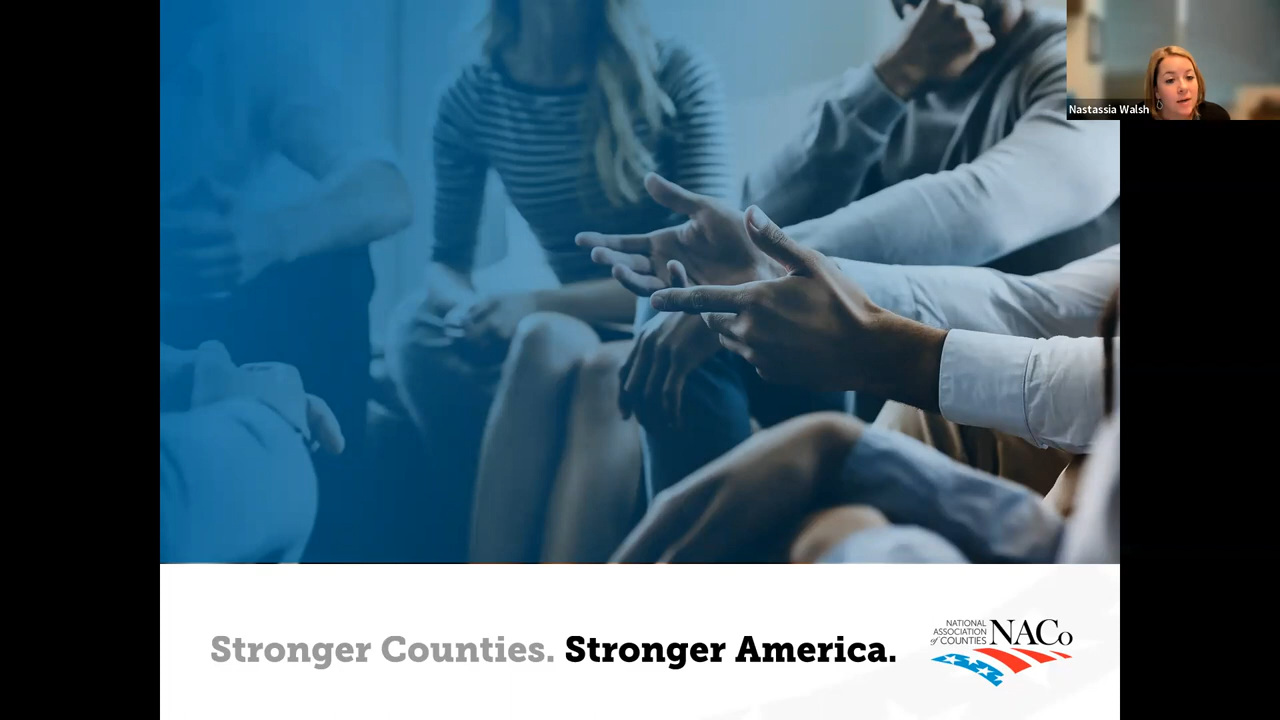 Nastassia Walsh
Stronger Counties. Stronger America.
NATIONAL
ASSOCIATION
of COUNTIES
NACo